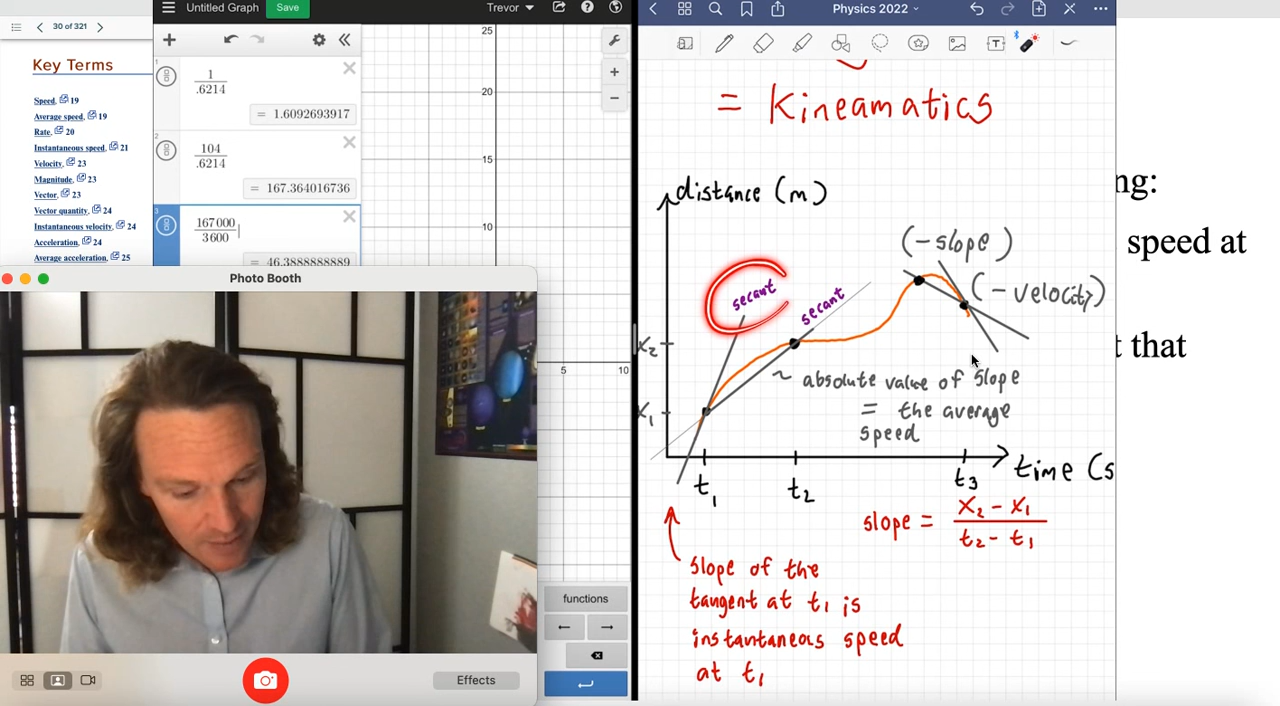 30 of 321
Key Terms
Speed, 19
Average speed, 19
Rate, 20
Instantaneous speed, 21
Velocity, 23
Magnitude, 23
Vector, 23
Vector quantity, 24
Instantaneous velocity, 24
Acceleration, 24
Average acceleration, 25
Untitled Graph
Save
Trevor
1
1
.6214
= 1.6092693917
2
104
.6214
= 167.364016736
3
167000
3600
= 46.3888888889
25
20
15
10
5
10
functions
Photo Booth
Effects
Physics 2022
= Kineamatics
distance (m)
(-slope)
(-velocity)
secant
secant
x2
x1
~ absolute value of slope
= the average
speed
t1
t2
t3
time (s
slope = x2 - x1
t2 - t1
slope of the
tangent at t1 is
instantaneous speed
at t1
ng:
speed at
t that